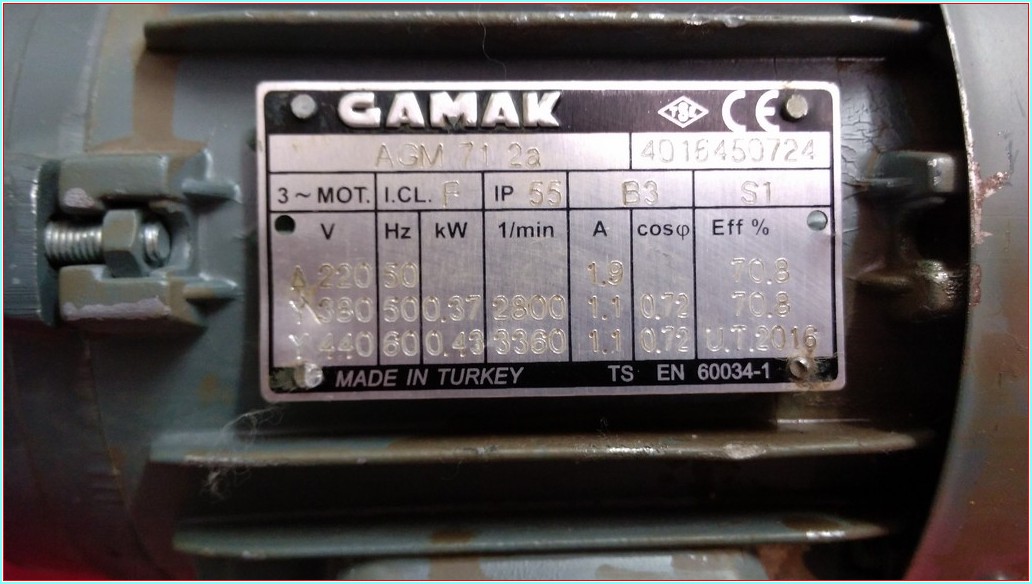 GAMAK TSE CE
AGM 71 2a 4016450724
3~MOT. I.CL. F IP 55 B3 S1
V Hz kW 1/min A cosφ Eff %
Δ 220 50 1.9 70.8
Y 380 50 0.37 2800 1.1 0.72 70.8
Y 440 60 0.43 3360 1.1 0.72 U.T.2016
MADE IN TURKEY TS EN 60034-1